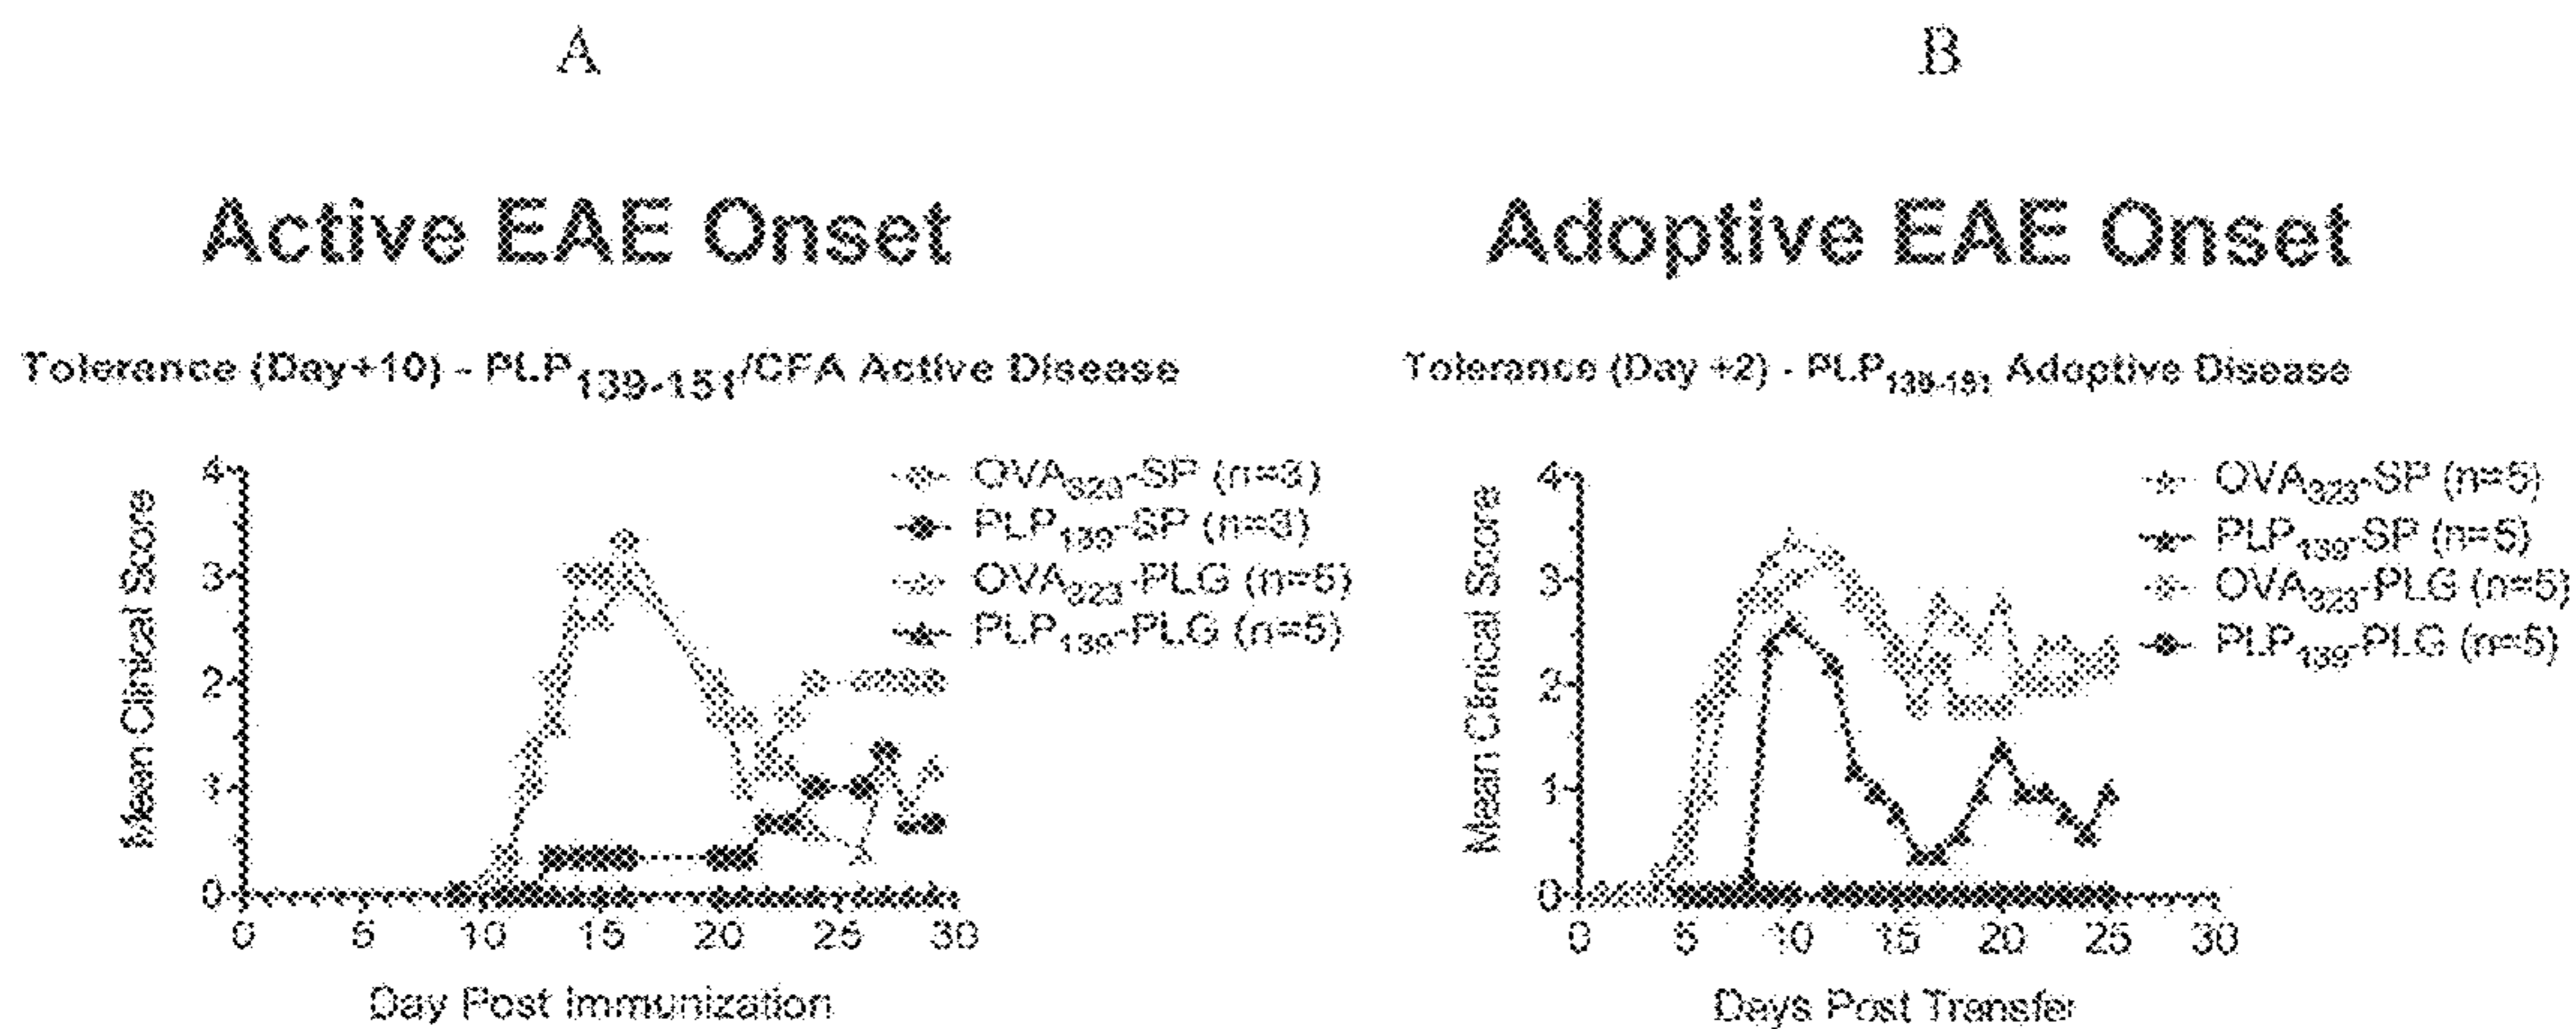 A
B
Active EAE Onset
Adoptive EAE Onset
Tolerance (Day+10) - PLP139-151/CFA Active Disease
Tolerance (Day +2) - PLP139-151 Adoptive Disease
Mean Clinical Score
4
3
2
1
0
0 5 10 15 20 25 30
Day Post Immunization
OVA323-SP (n=3)
PLP139-SP (n=3)
OVA323-PLG (n=5)
PLP139-PLG (n=5)
Mean Clinical Score
4
3
2
1
0
0 5 10 15 20 25 30
Days Post Transfer
OVA323-SP (n=5)
PLP139-SP (n=5)
OVA323-PLG (n=5)
PLP139-PLG (n=5)